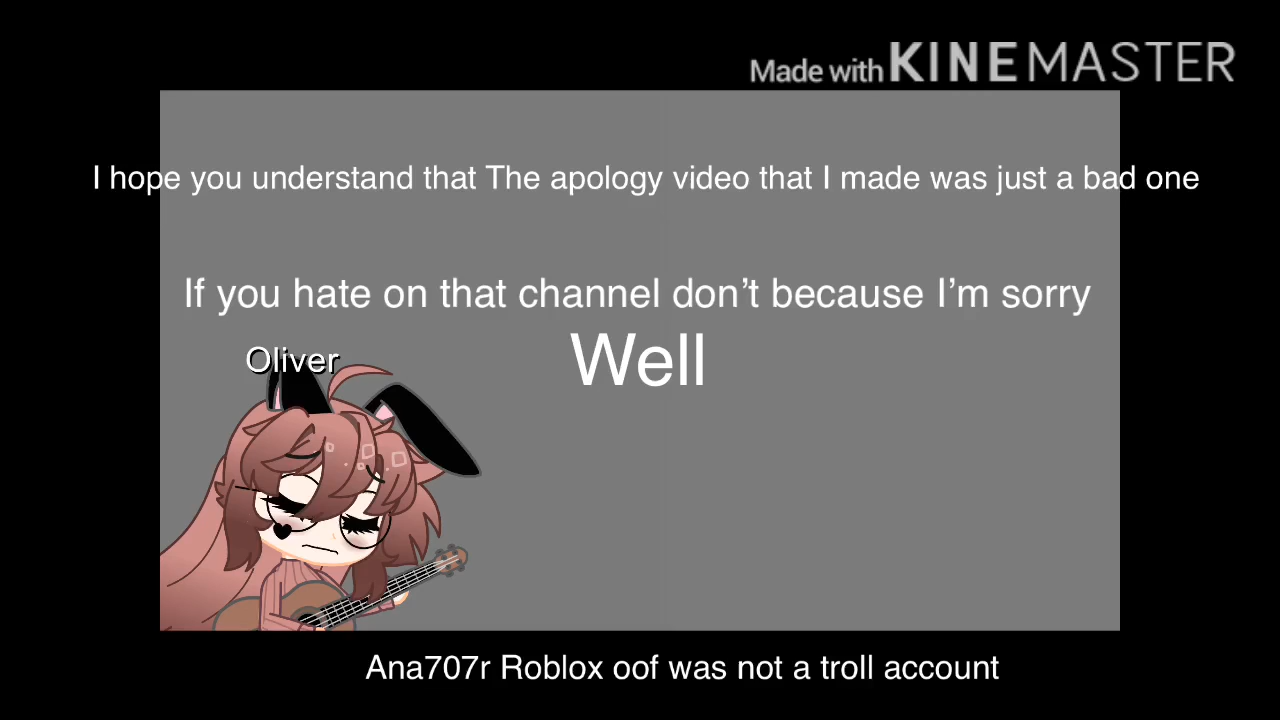 Made with KINEMASTER
I hope you understand that The apology video that I made was just a bad one
If you hate on that channel don’t because I’m sorry
Well
Oliver
Ana707r Roblox oof was not a troll account